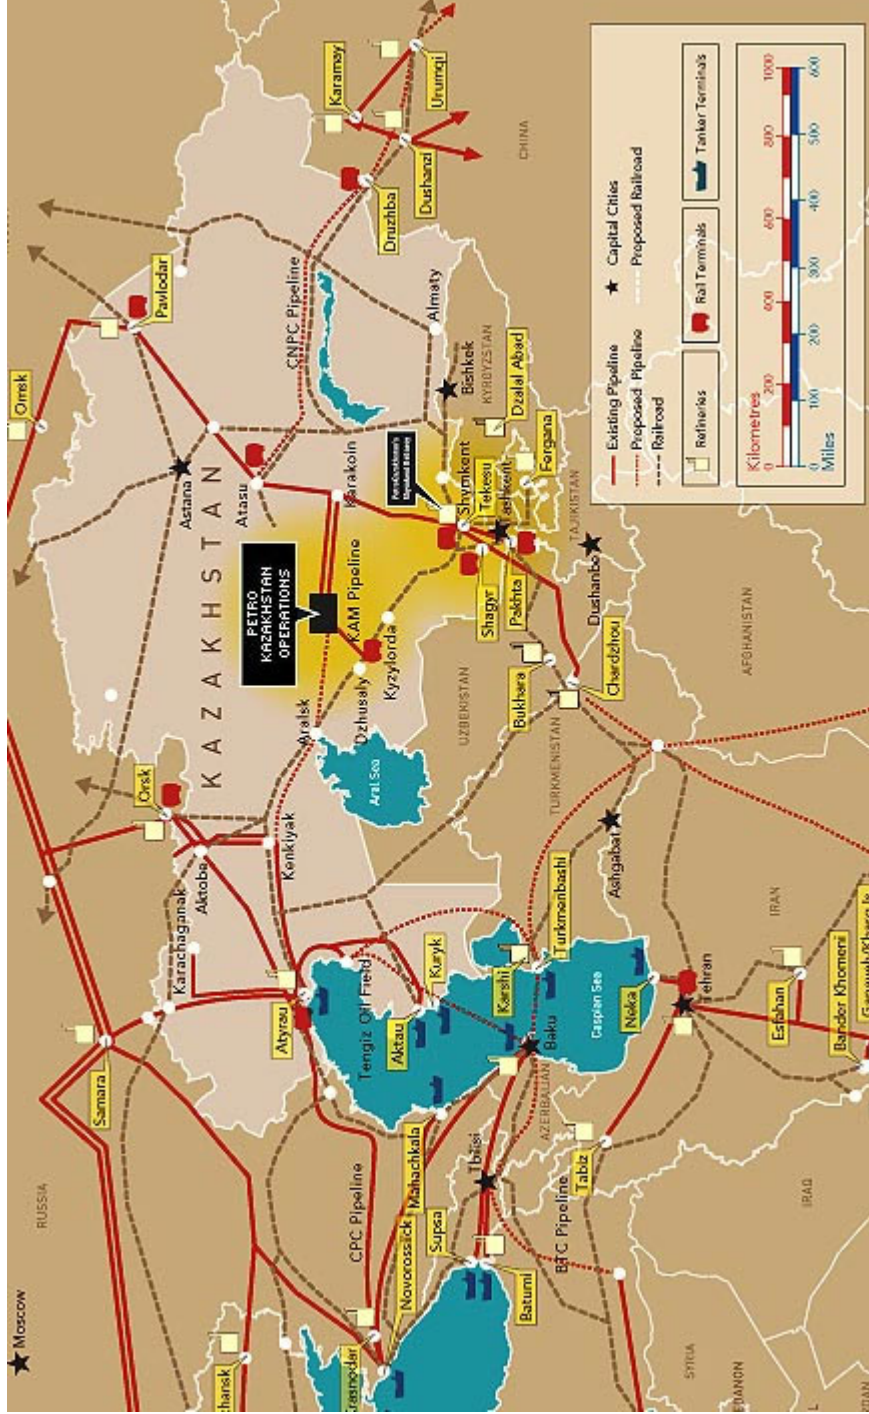 Moscow
RUSSIA
Samara
Omsk
Pavlodar
Orsk
Karachaganak
Aktobe
KAZAKHSTAN
Astana
Atasu
PETRO
KAZAKHSTAN
OPERATIONS
Kenkiyak
Aralsk
KAM Pipeline
Dzhusaly
Kyzylorda
Karakoin
CNPC Pipeline
Druzhba
Dushanzi
Karamay
Urumqi
CHINA
Almaty
Bishkek
KYRGYZSTAN
Dzalal Abad
Fergana
Shymkent
Tekesu
Tashkent
Shagyr
Pakhta
TAJIKISTAN
Dushanbe
Aral Sea
UZBEKISTAN
Bukhara
Chardzhou
TURKMENISTAN
AFGHANISTAN
Ashgabat
Atyrau
Tengiz Oil Field
Aktau
Kuryk
Karshi
Turkmenbashi
Caspian Sea
Baku
AZERBAIJAN
Mahachkala
CPC Pipeline
Novorossiick
Krasnodar
Supsa
Batumi
Tbilisi
BTC Pipeline
Tabiz
Neka
Tehran
IRAN
Esfahan
Bander Khomeni
IRAQ
SYRIA
Existing Pipeline
Proposed Pipeline
Railroad
Capital Cities
Proposed Railroad
Refineries
Rail Terminals
Tanker Terminals
Kilometres
0 200 400 600 800 1000
0 100 200 300 400 500 600
Miles